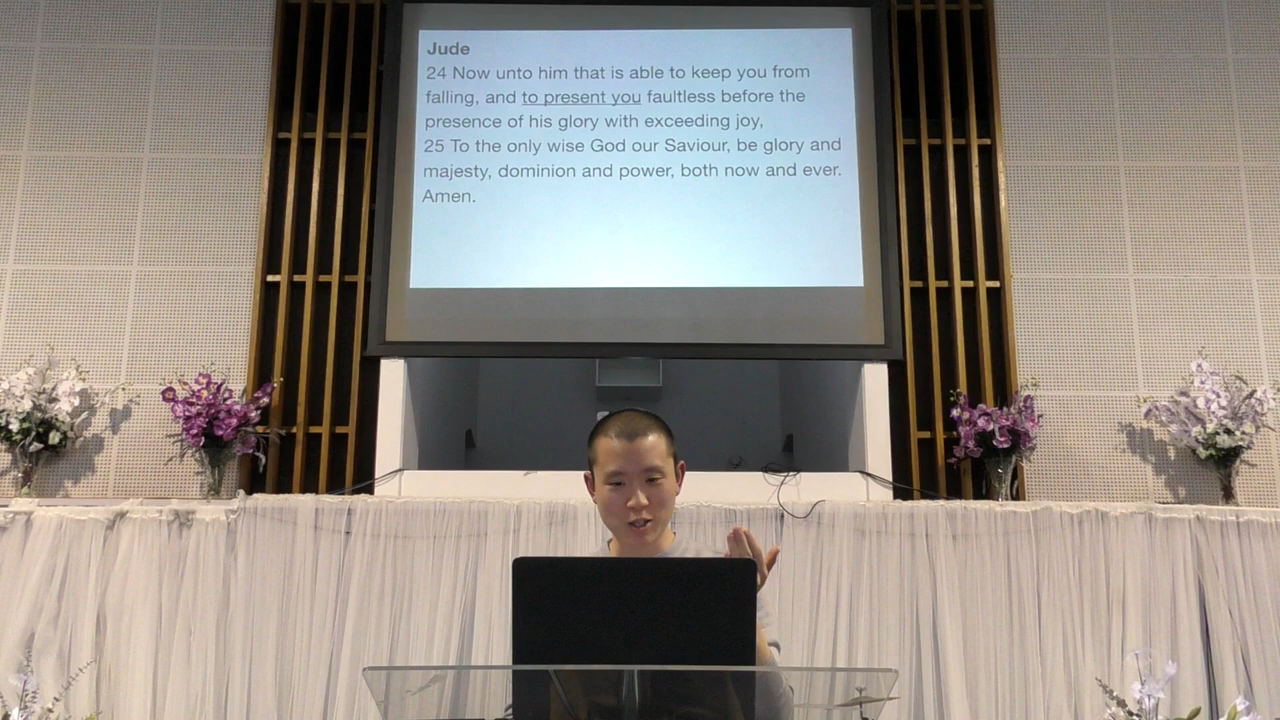 Jude
24 Now unto him that is able to keep you from
falling, and to present you faultless before the
presence of his glory with exceeding joy,
25 To the only wise God our Saviour, be glory and
majesty, dominion and power, both now and ever.
Amen.